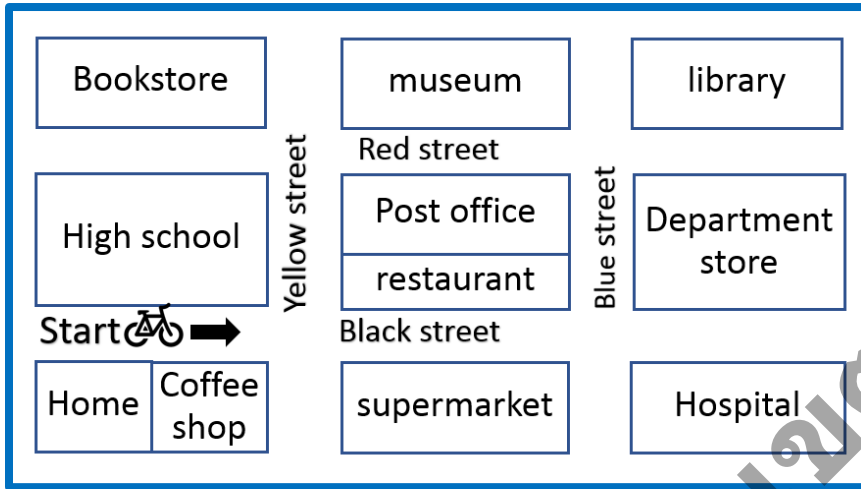 Bookstore
museum
library
Red street
Yellow street
High school
Post office
restaurant
Blue street
Department
store
Start
Black street
Home
Coffee
shop
supermarket
Hospital